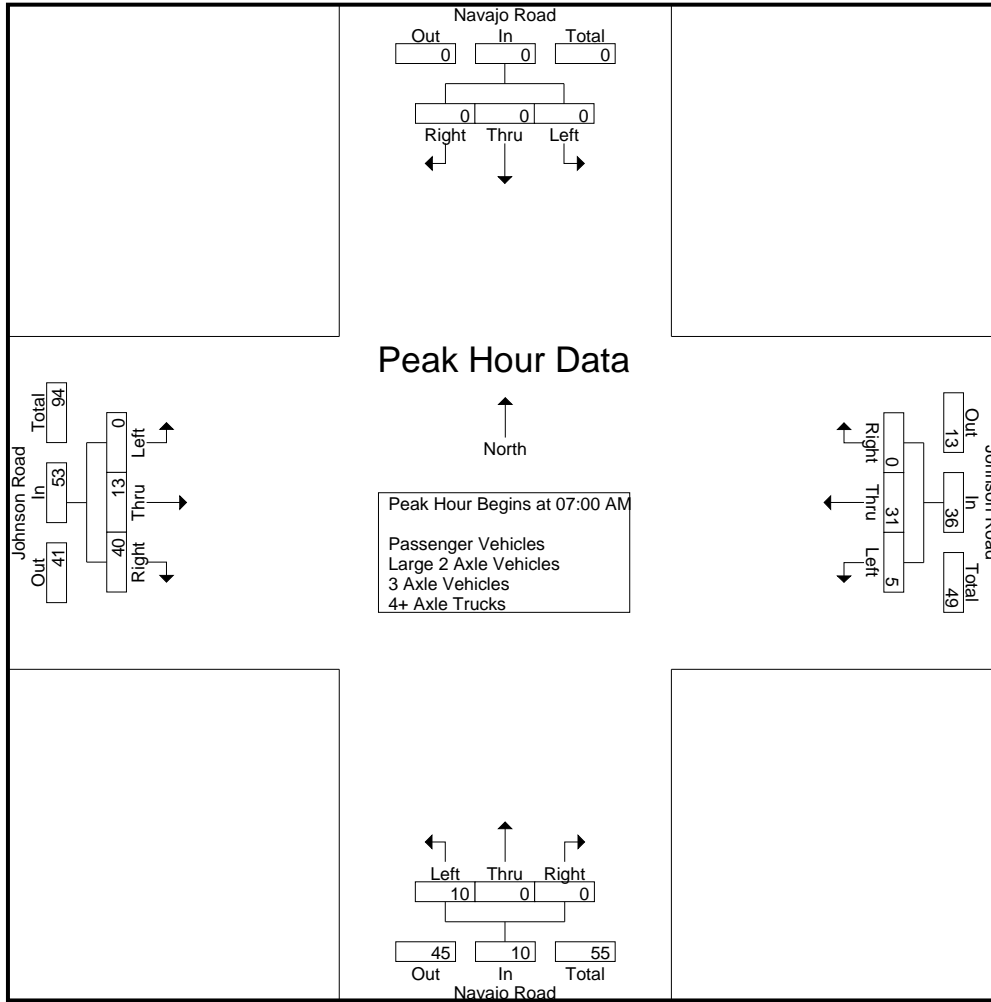 Navajo Road
Out In Total
0 0 0
0 0 0
Right Thru Left
Peak Hour Data
North
Peak Hour Begins at 07:00 AM
Passenger Vehicles
Large 2 Axle Vehicles
3 Axle Vehicles
4+ Axle Trucks
Johnson Road
Out In Total
41 53 94
40 13 0
Right Thru Left
Johnson Road
Out In Total
13 36 49
0 31 5
Right Thru Left
Left Thru Right
10 0 0
45 10 55
Out In Total
Navajo Road